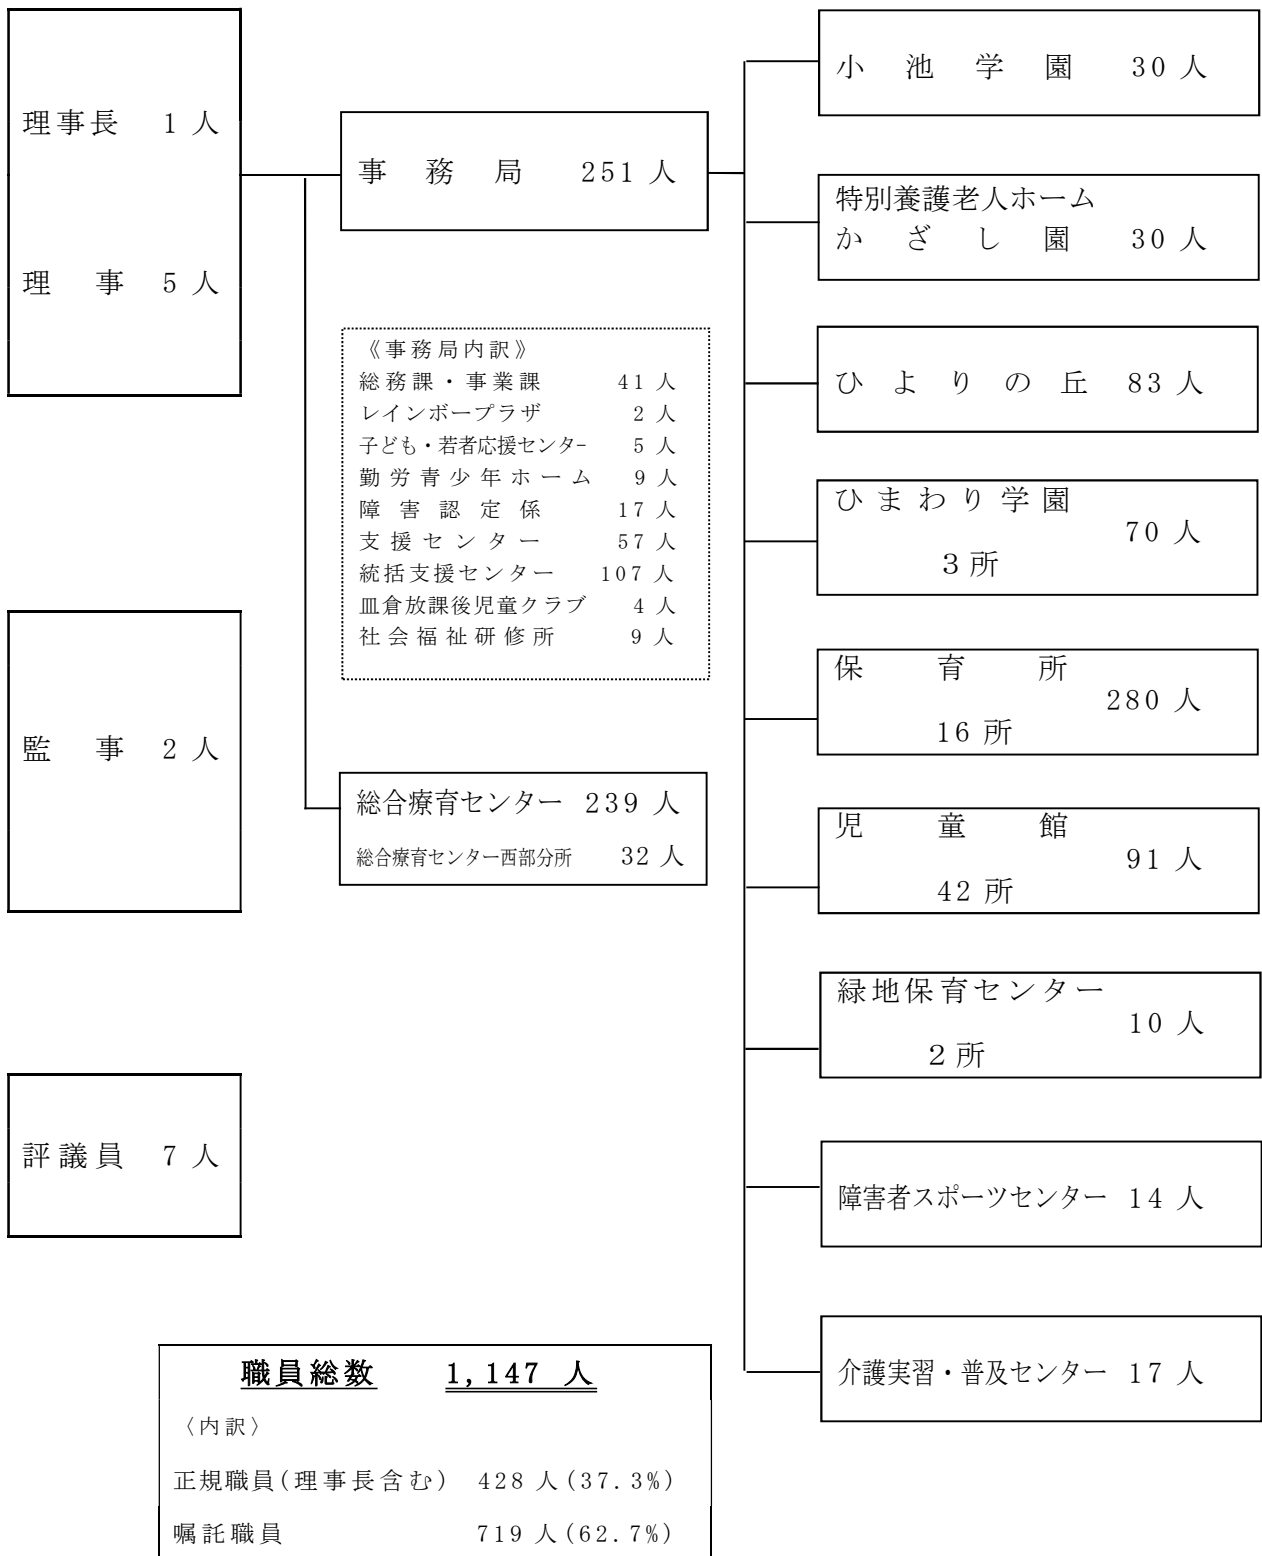 理事長 1人
理事 5人
監事 2人
評議員 7人
事務局 251人
《事務局内訳》
総務課・事業課 41人
レインボープラザ 2人
子ども・若者応援センター 5人
勤労青少年ホーム 9人
障害認定係 17人
支援センター 57人
統括支援センター 107人
皿倉放課後児童クラブ 4人
社会福祉研修所 9人
総合療育センター 239人
総合療育センター西部分所 32人
小池学園 30人
特別養護老人ホーム
かざし園 30人
ひよりの丘 83人
ひまわり学園
70人
3所
保育所
280人
16所
児童館
91人
42所
緑地保育センター
10人
2所
障害者スポーツセンター 14人
介護実習・普及センター 17人
職員総数 1,147人
〈内訳〉
正規職員(理事長含む) 428人(37.3%)
嘱託職員 719人(62.7%)